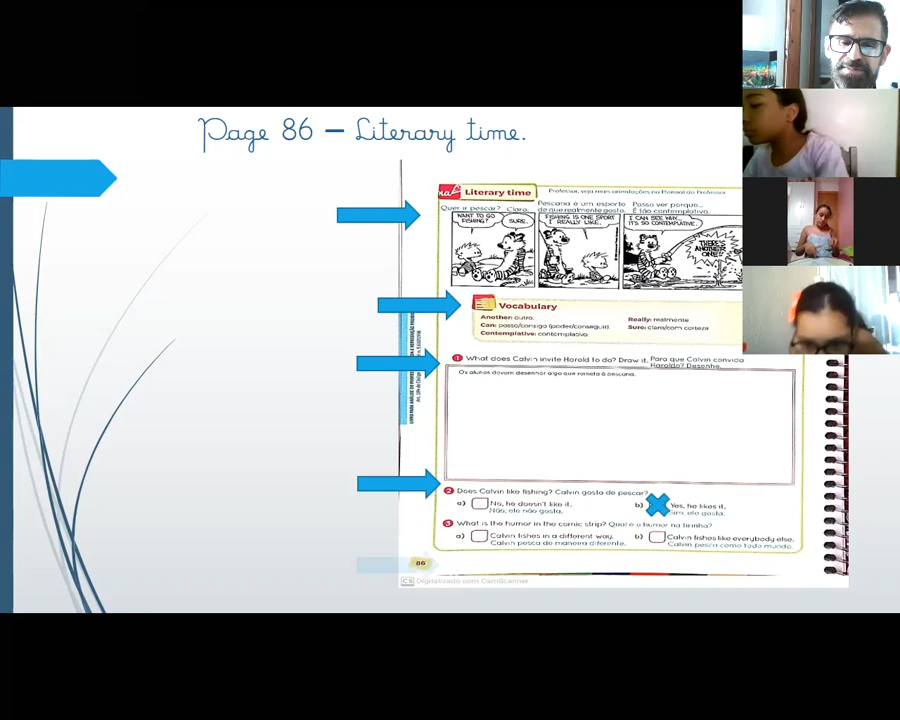 Page 86 – Literary time.
Literary time
Professor, veja mais orientações no Manual do Professor.
Quer ir pescar? Claro.
Pescaria é um esporte
de que realmente gosto.
Posso ver porque...
É tão contemplativo.
WANT TO GO
FISHING?
SURE.
FISHING IS ONE SPORT
I REALLY LIKE.
I CAN SEE WHY...
IT'S SO CONTEMPLATIVE.
THERE'S
ANOTHER
ONE!
Vocabulary
Another: outro.
Can: posso/consigo (poder/conseguir).
Contemplative: contemplativo.
Really: realmente.
Sure: claro/com certeza.
1 What does Calvin invite Harold to do? Draw it. Para que Calvin convida
Haroldo? Desenhe.
Os alunos devem desenhar algo que remeta à pescaria.
2 Does Calvin like fishing? Calvin gosta de pescar?
a) No, he doesn't like it.
Não, ele não gosta.
b) Yes, he likes it.
Sim, ele gosta.
3 What is the humor in the comic strip? Qual é o humor na tirinha?
a) Calvin fishes in a different way.
Calvin pesca de maneira diferente.
b) Calvin fishes like everybody else.
Calvin pesca como todo mundo.
86
CS Digitalizado com CamScanner